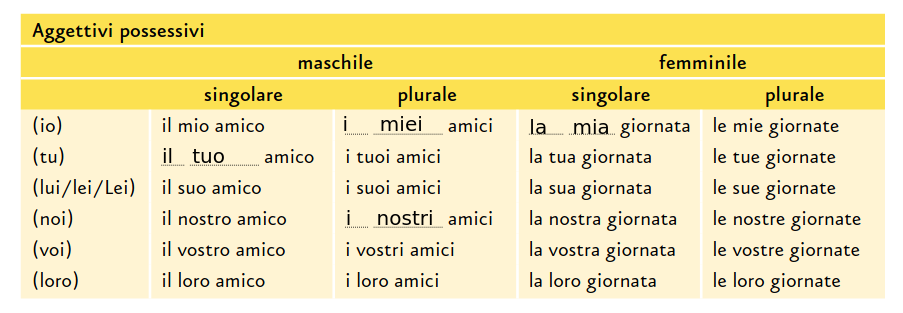 Aggettivi possessivi
maschile femminile
singolare plurale singolare plurale
(io) il mio amico i miei amici la mia giornata le mie giornate
(tu) il tuo amico i tuoi amici la tua giornata le tue giornate
(lui/lei/Lei) il suo amico i suoi amici la sua giornata le sue giornate
(noi) il nostro amico i nostri amici la nostra giornata le nostre giornate
(voi) il vostro amico i vostri amici la vostra giornata le vostre giornate
(loro) il loro amico i loro amici la loro giornata le loro giornate